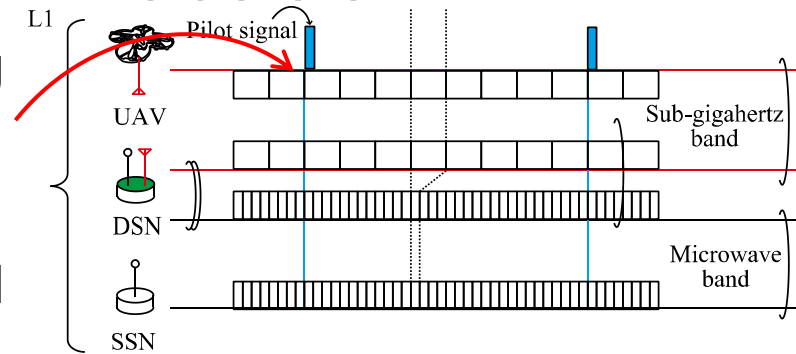 L1
Pilot signal
UAV
Sub-gigahertz
band
DSN
Microwave
band
SSN